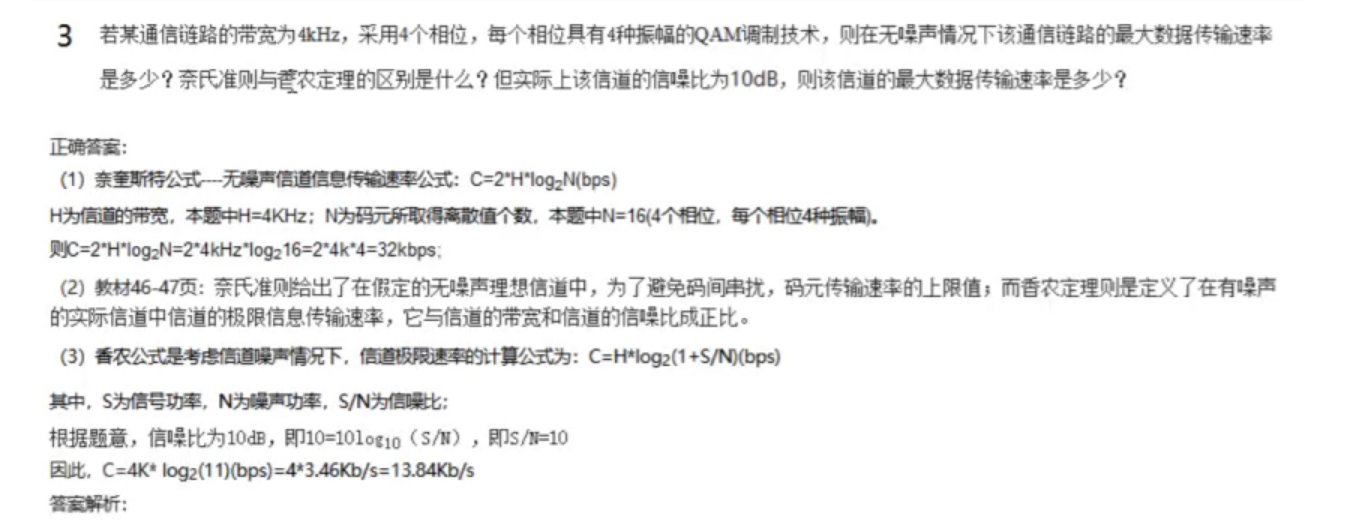 3 若某通信链路的带宽为4kHz，采用4个相位，每个相位具有4种振幅的QAM调制技术，则在无噪声情况下该通信链路的最大数据传输速率
是多少？奈氏准则与香农定理的区别是什么？但实际上该信道的信噪比为10dB，则该信道的最大数据传输速率是多少？
正确答案：
（1）奈奎斯特公式----无噪声信道信息传输速率公式：C=2*H*log₂N(bps)
H为信道的带宽，本题中H=4KHz；N为码元所取得离散值个数，本题中N=16(4个相位，每个相位4种振幅)。
则C=2*H*log₂N=2*4kHz*log₂16=2*4k*4=32kbps;
（2）教材46-47页：奈氏准则给出了在假定的无噪声理想信道中，为了避免码间串扰，码元传输速率的上限值；而香农定理则是定义了在有噪声
的实际信道中信道的极限信息传输速率，它与信道的带宽和信道的信噪比成正比。
（3）香农公式是考虑信道噪声情况下，信道极限速率的计算公式为：C=H*log₂(1+S/N)(bps)
其中，S为信号功率，N为噪声功率，S/N为信噪比；
根据题意，信噪比为10dB，即10=10log₁₀（S/N），即S/N=10
因此，C=4K* log₂(11)(bps)=4*3.46Kb/s=13.84Kb/s
答案解析：